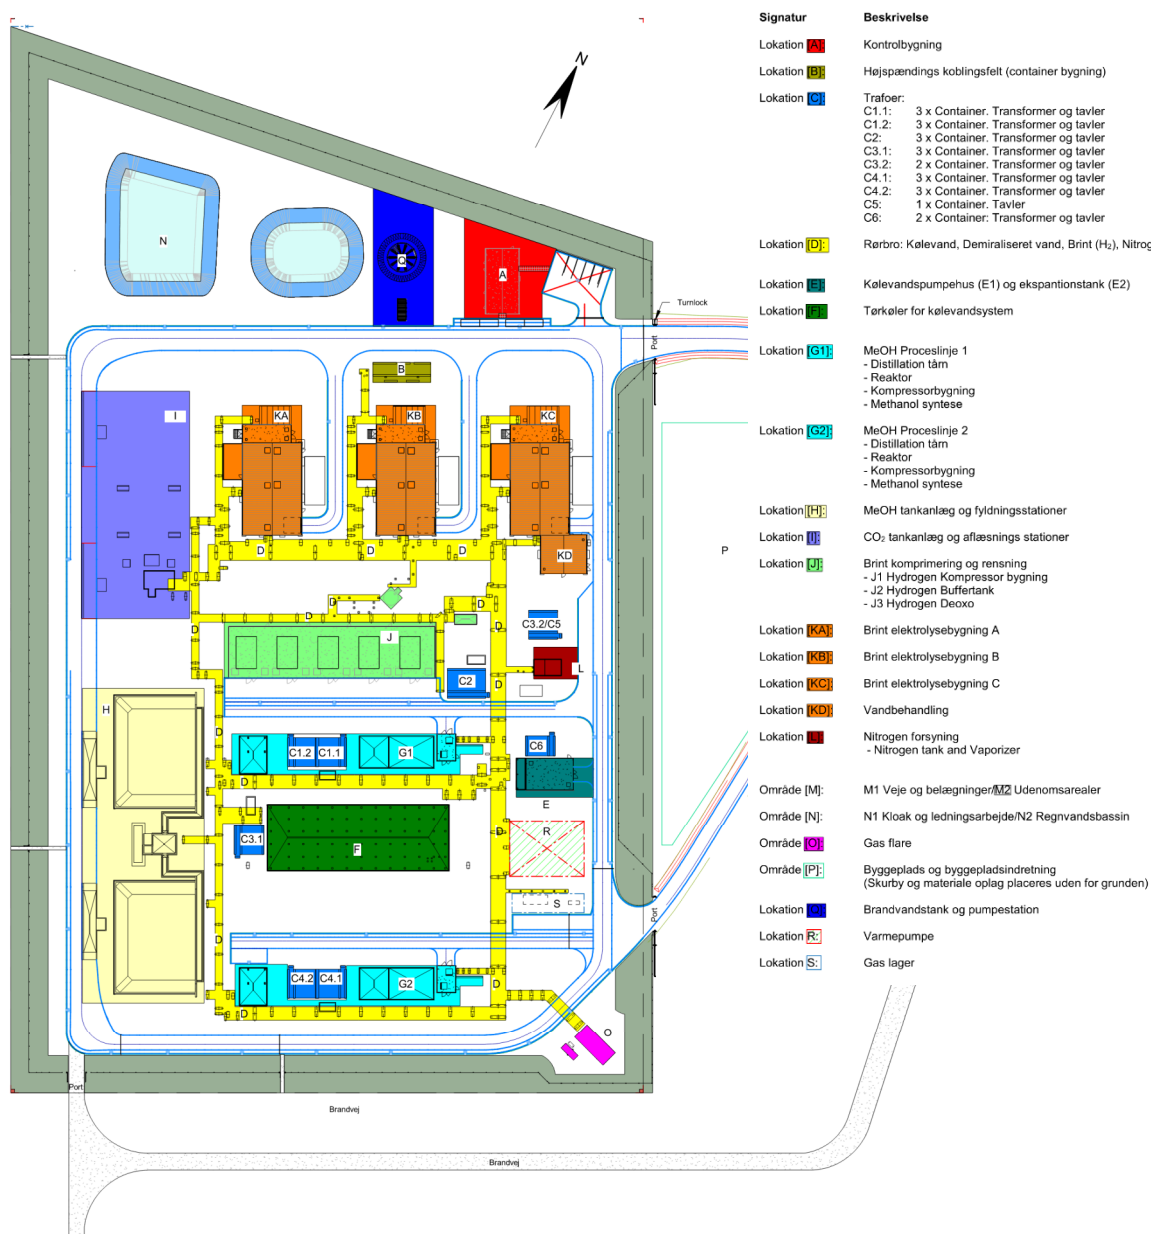 Signatur Beskrivelse
Lokation [A]: Kontrolbygning
Lokation [B]: Højspændings koblingsfelt (container bygning)
Lokation [C]: Trafoer:
C1.1: 3 x Container. Transformer og tavler
C1.2: 3 x Container. Transformer og tavler
C2: 3 x Container. Transformer og tavler
C3.1: 3 x Container. Transformer og tavler
C3.2: 2 x Container. Transformer og tavler
C4.1: 3 x Container. Transformer og tavler
C4.2: 3 x Container. Transformer og tavler
C5: 1 x Container. Tavler
C6: 2 x Container: Transformer og tavler
Lokation [D]: Rørbro: Kølevand, Demiraliseret vand, Brint (H₂), Nitrog
Lokation [E]: Kølevandspumpehus (E1) og ekspantionstank (E2)
Lokation [F]: Tørkøler for kølevandsystem
Lokation [G1]: MeOH Proceslinje 1
- Distillation tårn
- Reaktor
- Kompressorbygning
- Methanol syntese
Lokation [G2]: MeOH Proceslinje 2
- Distillation tårn
- Reaktor
- Kompressorbygning
- Methanol syntese
Lokation [H]: MeOH tankanlæg og fyldningsstationer
Lokation [I]: CO₂ tankanlæg og aflæsnings stationer
Lokation [J]: Brint komprimering og rensning
- J1 Hydrogen Kompressor bygning
- J2 Hydrogen Buffertank
- J3 Hydrogen Deoxo
Lokation [KA]: Brint elektrolysebygning A
Lokation [KB]: Brint elektrolysebygning B
Lokation [KC]: Brint elektrolysebygning C
Lokation [KD]: Vandbehandling
Lokation [L]: Nitrogen forsyning
- Nitrogen tank and Vaporizer
Område [M]: M1 Veje og belægninger/M2 Udenomsarealer
Område [N]: N1 Kloak og ledningsarbejde/N2 Regnvandsbassin
Område [O]: Gas flare
Område [P]: Byggeplads og byggepladsindretning
(Skurby og materiale oplag placeres uden for grunden)
Lokation [Q]: Brandvandstank og pumpestation
Lokation R: Varmepumpe
Lokation S: Gas lager
N
N
Q
A
Turnlock
Port
B
I
KA
KB
KC
D
D
D
KD
P
D
D
D
C3.2/C5
J
D
D
L
C2
H
D
C1.2
C1.1
G1
C6
D
E
C3.1
F
D
R
S
D
Port
C4.2
C4.1
G2
D
D
O
Port
Brandvej
Brandvej